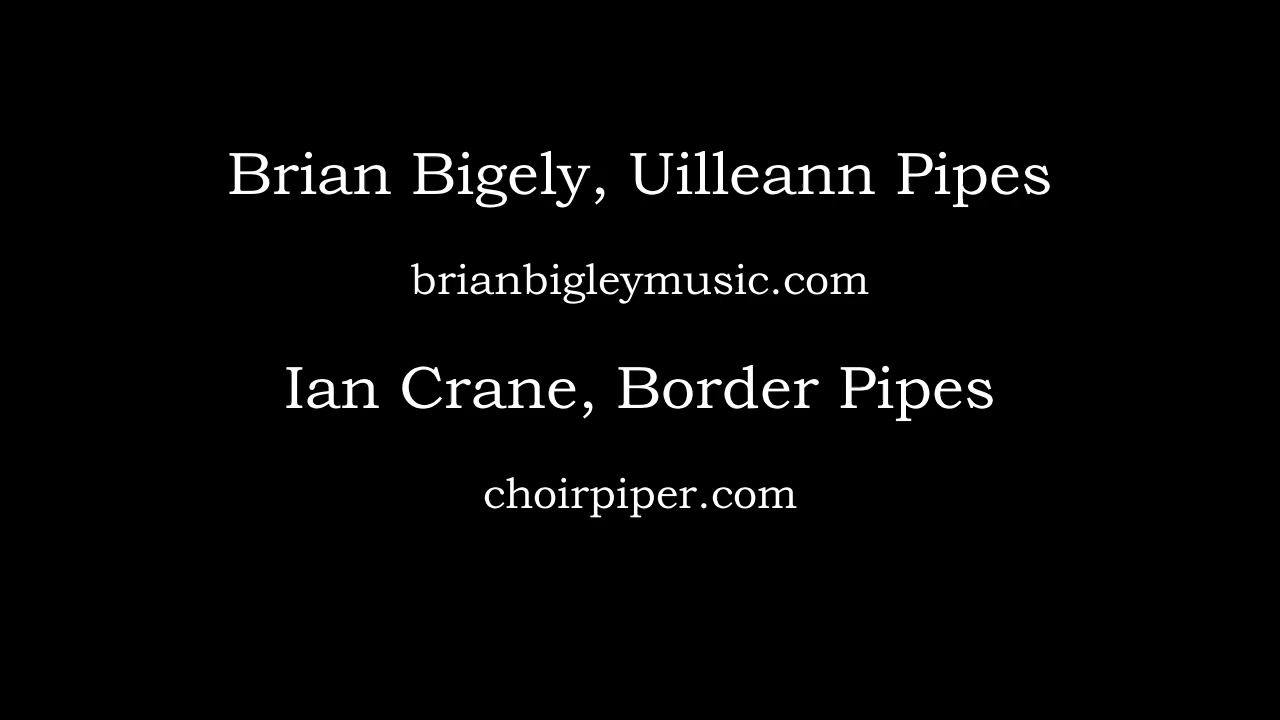 Brian Bigely, Uilleann Pipes
brianbigleymusic.com
Ian Crane, Border Pipes
choirpiper.com